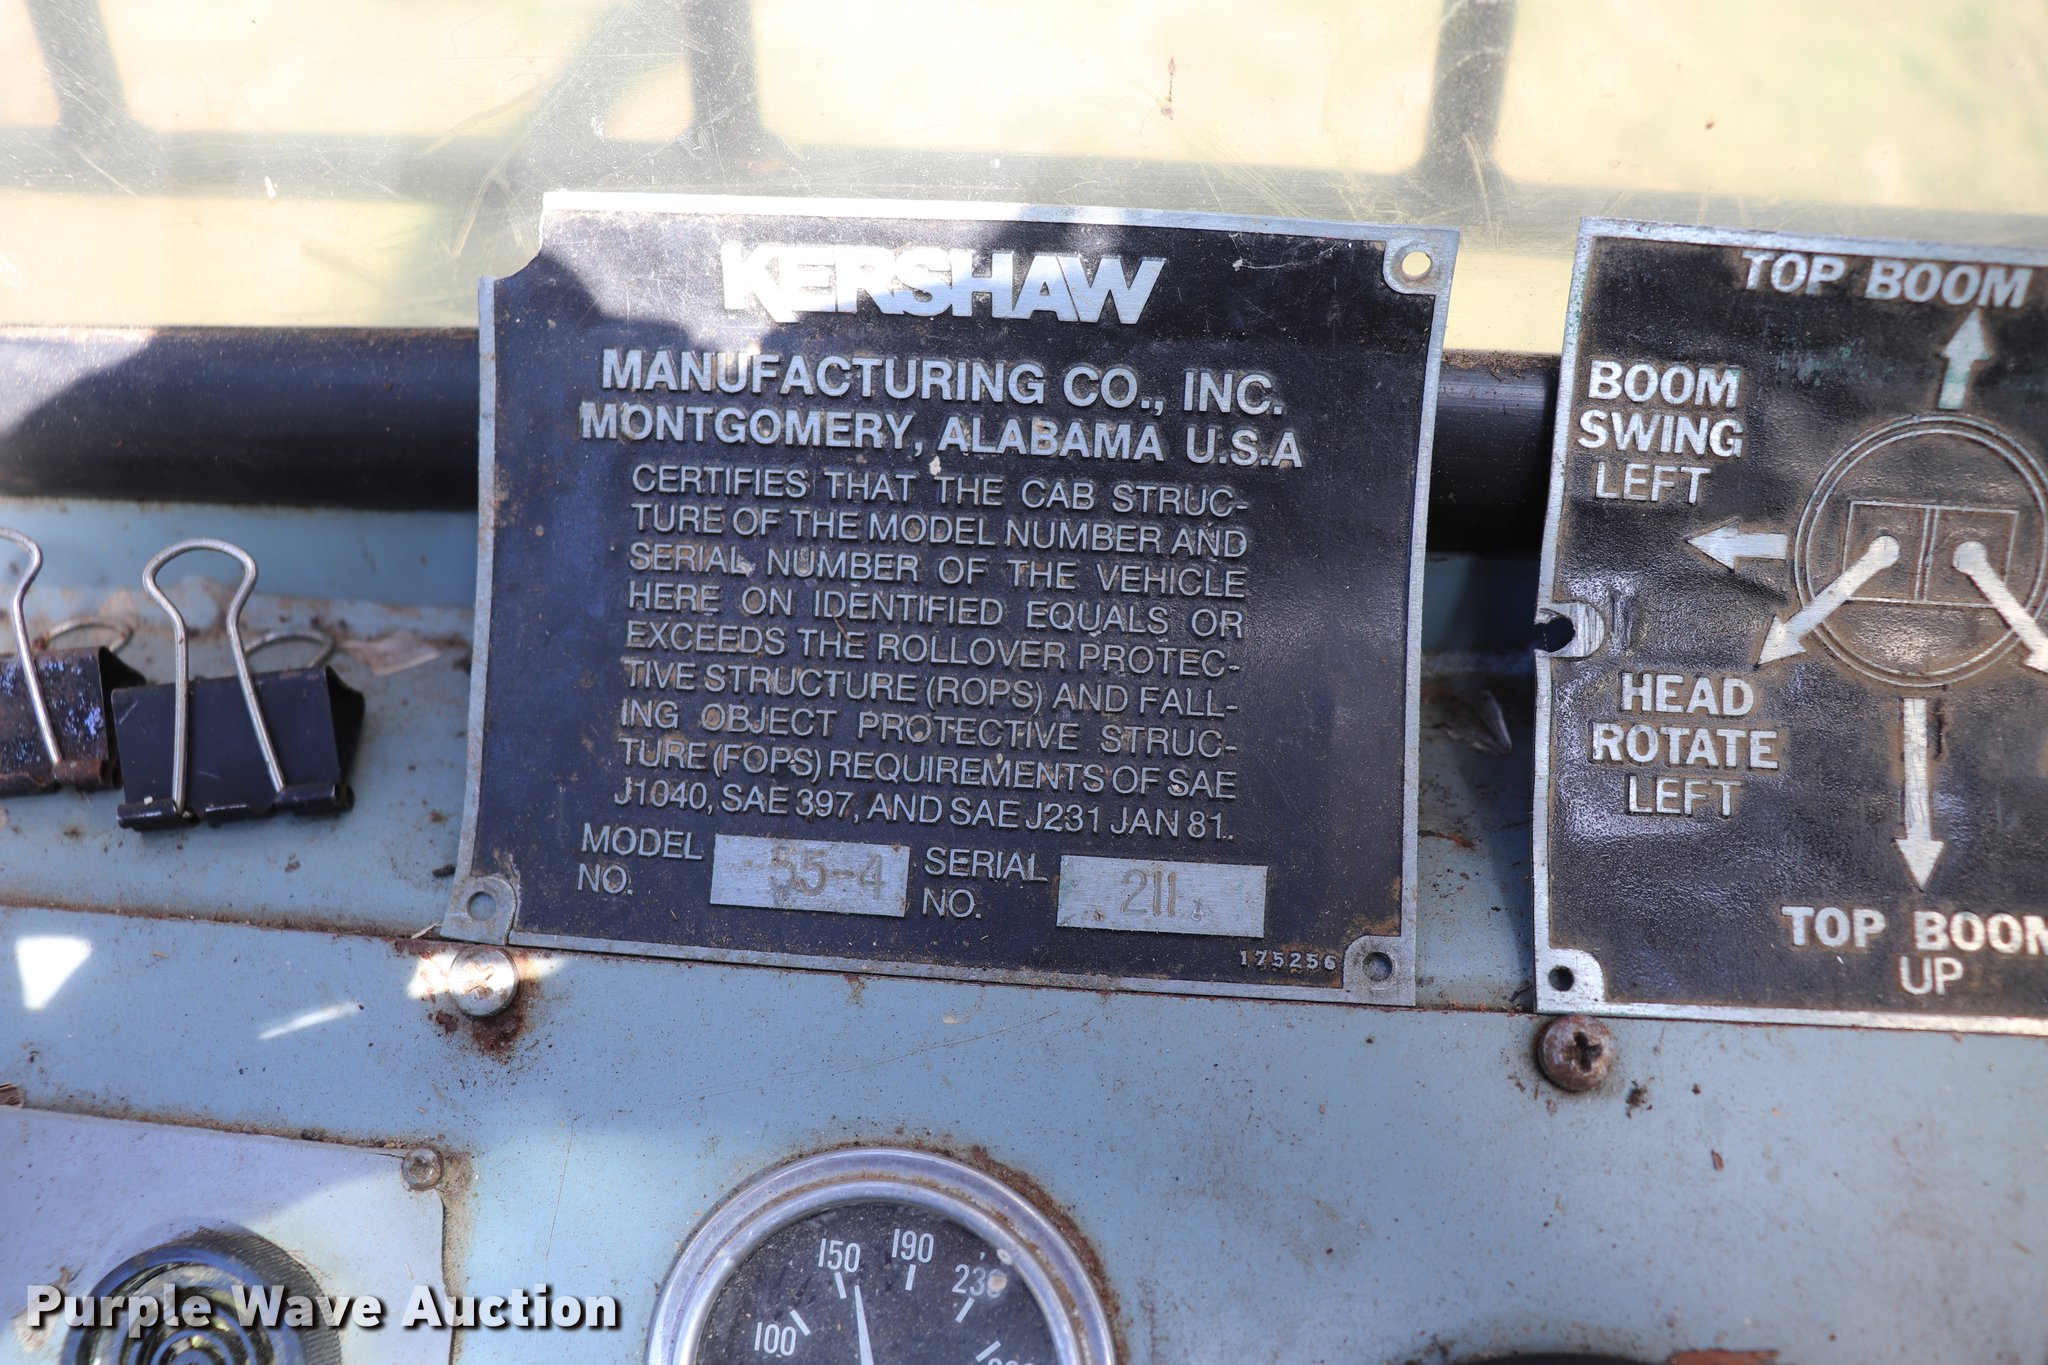 KERSHAW
MANUFACTURING CO., INC.
MONTGOMERY, ALABAMA U.S.A
CERTIFIES THAT THE CAB STRUC-
TURE OF THE MODEL NUMBER AND
SERIAL NUMBER OF THE VEHICLE
HERE ON IDENTIFIED EQUALS OR
EXCEEDS THE ROLLOVER PROTEC-
TIVE STRUCTURE (ROPS) AND FALL-
ING OBJECT PROTECTIVE STRUC-
TURE (FOPS) REQUIREMENTS OF SAE
J1040, SAE 397, AND SAE J231 JAN 81.
MODEL NO. 55-4 SERIAL NO. 211
175256
TOP BOOM
BOOM
SWING
LEFT
HEAD
ROTATE
LEFT
TOP BOOM
UP
100 150 190 230
Purple Wave Auction